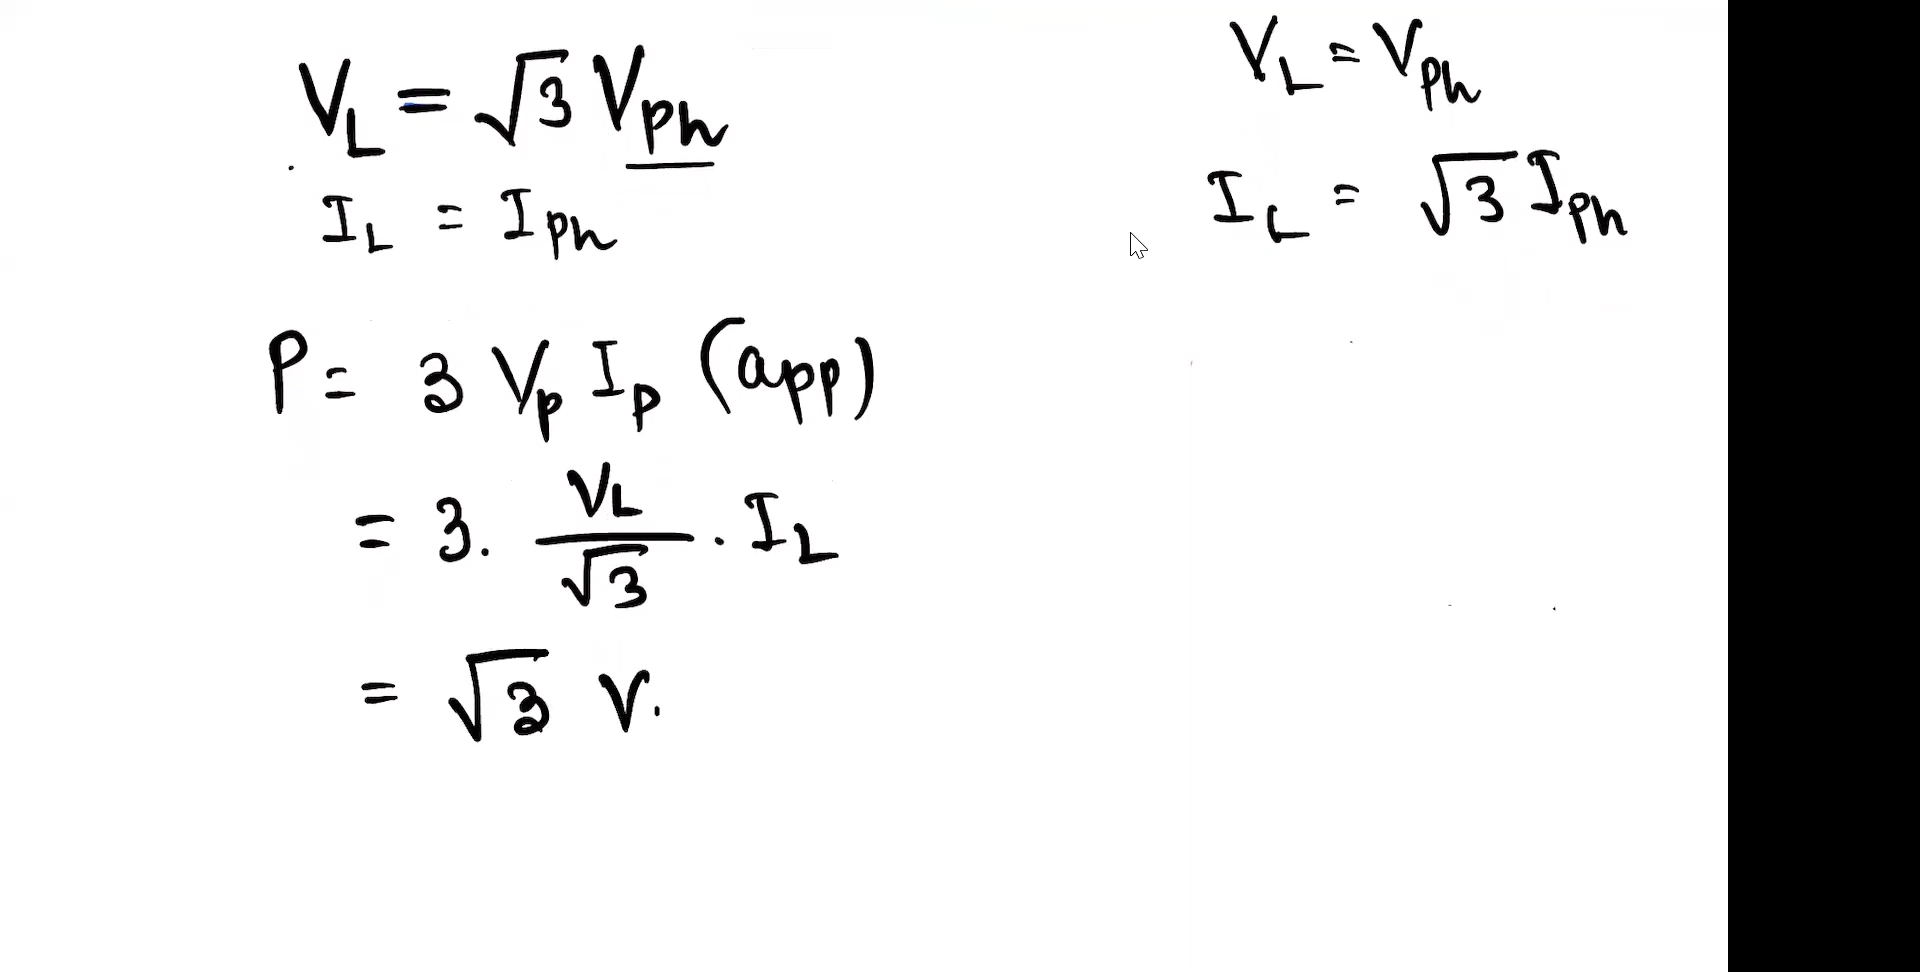 V_L = √3 V_ph
I_L = I_ph
P = 3 V_p I_p (app)
= 3. V_L/√3 . I_L
= √3 V.
V_L = V_ph
I_L = √3 I_ph